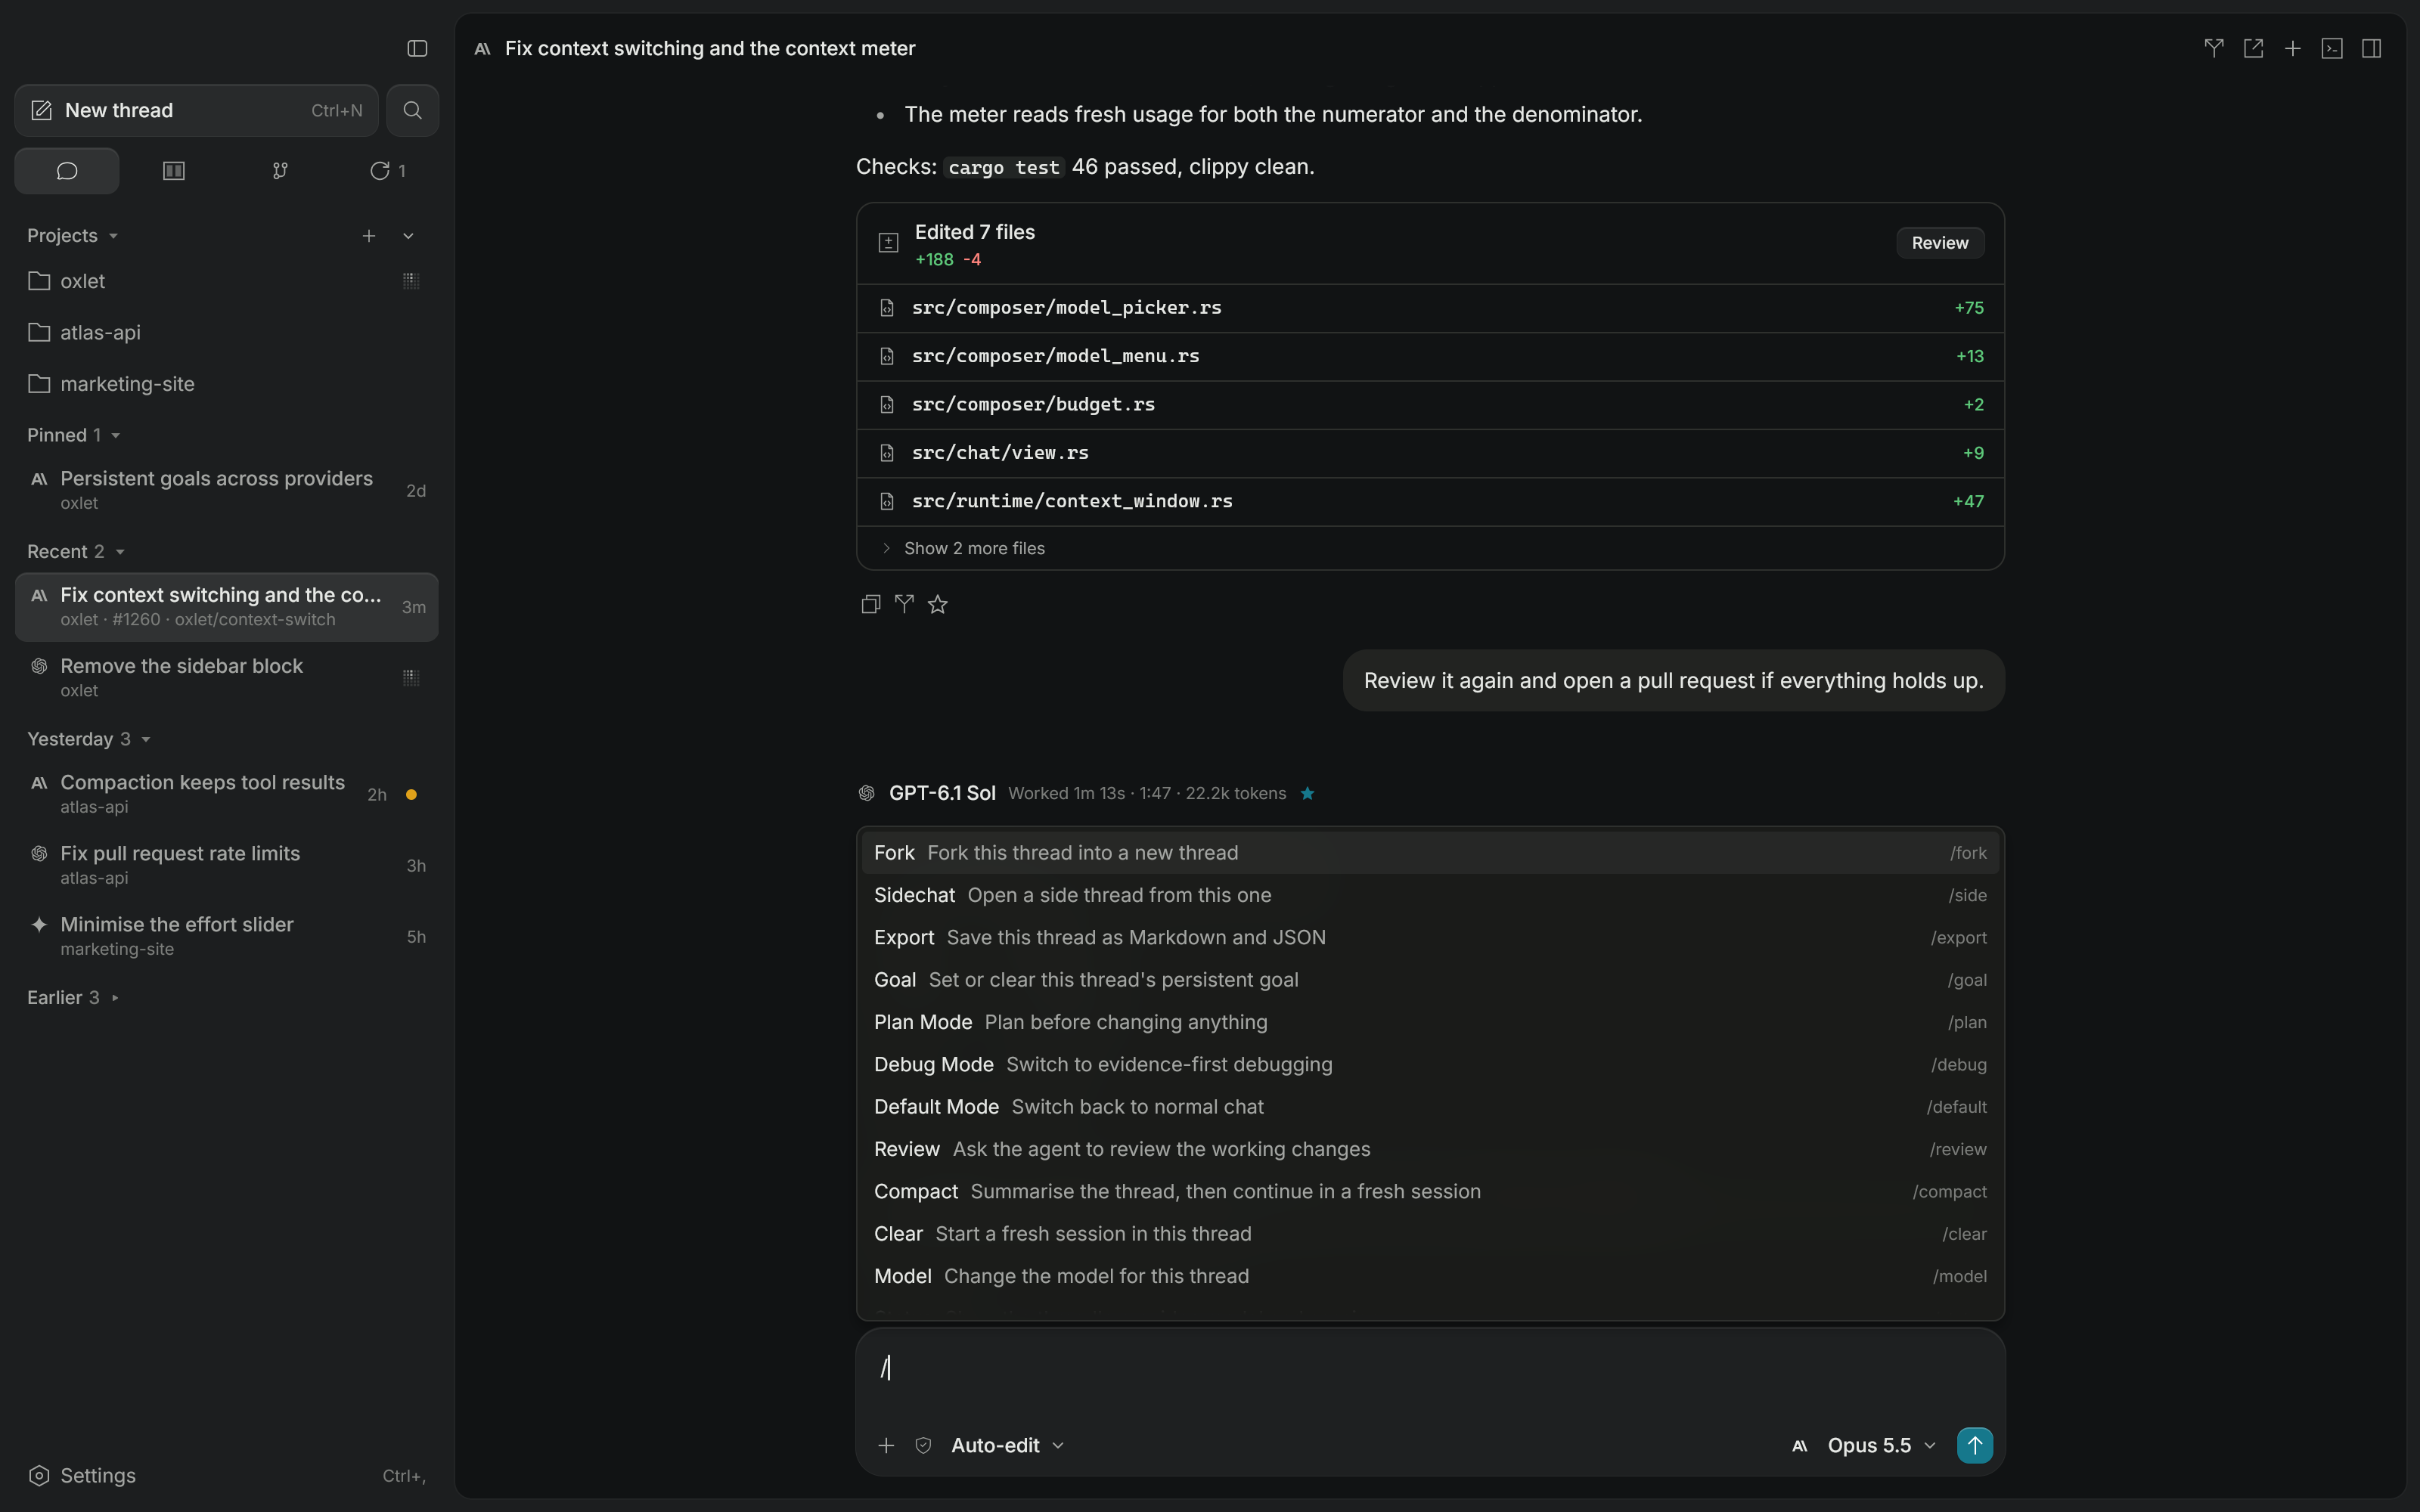 New thread Ctrl+N
1
Projects
oxlet
atlas-api
marketing-site
Pinned 1
Persistent goals across providers
oxlet
2d
Recent 2
Fix context switching and the co...
oxlet · #1260 · oxlet/context-switch
3m
Remove the sidebar block
oxlet
Yesterday 3
Compaction keeps tool results
atlas-api
2h
Fix pull request rate limits
atlas-api
3h
Minimise the effort slider
marketing-site
5h
Earlier 3
Settings Ctrl+,
Fix context switching and the context meter
• The meter reads fresh usage for both the numerator and the denominator.
Checks: cargo test 46 passed, clippy clean.
Edited 7 files
+188 -4
Review
src/composer/model_picker.rs +75
src/composer/model_menu.rs +13
src/composer/budget.rs +2
src/chat/view.rs +9
src/runtime/context_window.rs +47
Show 2 more files
Review it again and open a pull request if everything holds up.
GPT-6.1 Sol Worked 1m 13s · 1:47 · 22.2k tokens
Fork Fork this thread into a new thread /fork
Sidechat Open a side thread from this one /side
Export Save this thread as Markdown and JSON /export
Goal Set or clear this thread's persistent goal /goal
Plan Mode Plan before changing anything /plan
Debug Mode Switch to evidence-first debugging /debug
Default Mode Switch back to normal chat /default
Review Ask the agent to review the working changes /review
Compact Summarise the thread, then continue in a fresh session /compact
Clear Start a fresh session in this thread /clear
Model Change the model for this thread /model
/
Auto-edit
Opus 5.5